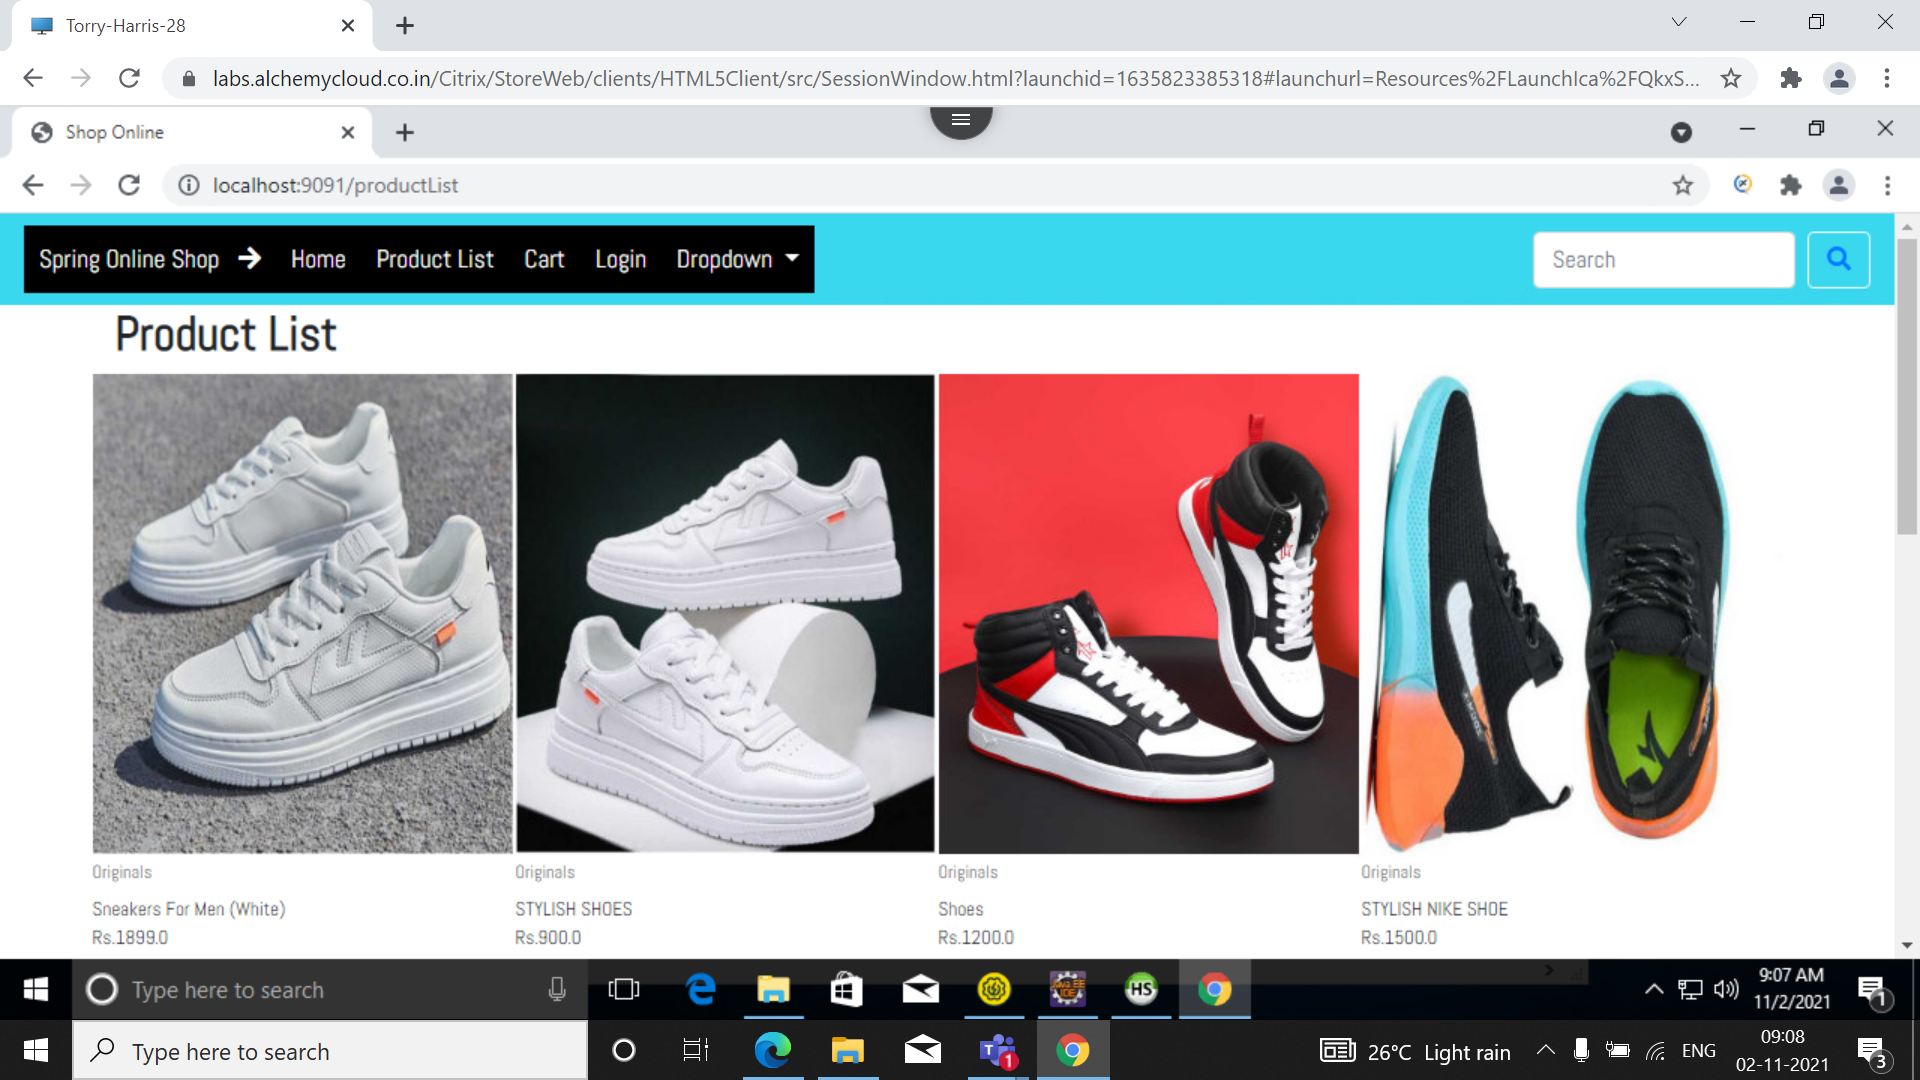 Torry-Harris-28
labs.alchemycloud.co.in/Citrix/StoreWeb/clients/HTML5Client/src/SessionWindow.html?launchid=1635823385318#launchurl=Resources%2FLaunchIca%2FQkxS...
Shop Online
localhost:9091/productList
Spring Online Shop Home Product List Cart Login Dropdown Search
Product List
Originals Originals Originals Originals
Sneakers For Men (White) STYLISH SHOES Shoes STYLISH NIKE SHOE
Rs.1899.0 Rs.900.0 Rs.1200.0 Rs.1500.0
Type here to search HS 9:07 AM
11/2/2021 1
Type here to search T 1 26°C Light rain ENG 09:08
02-11-2021 3